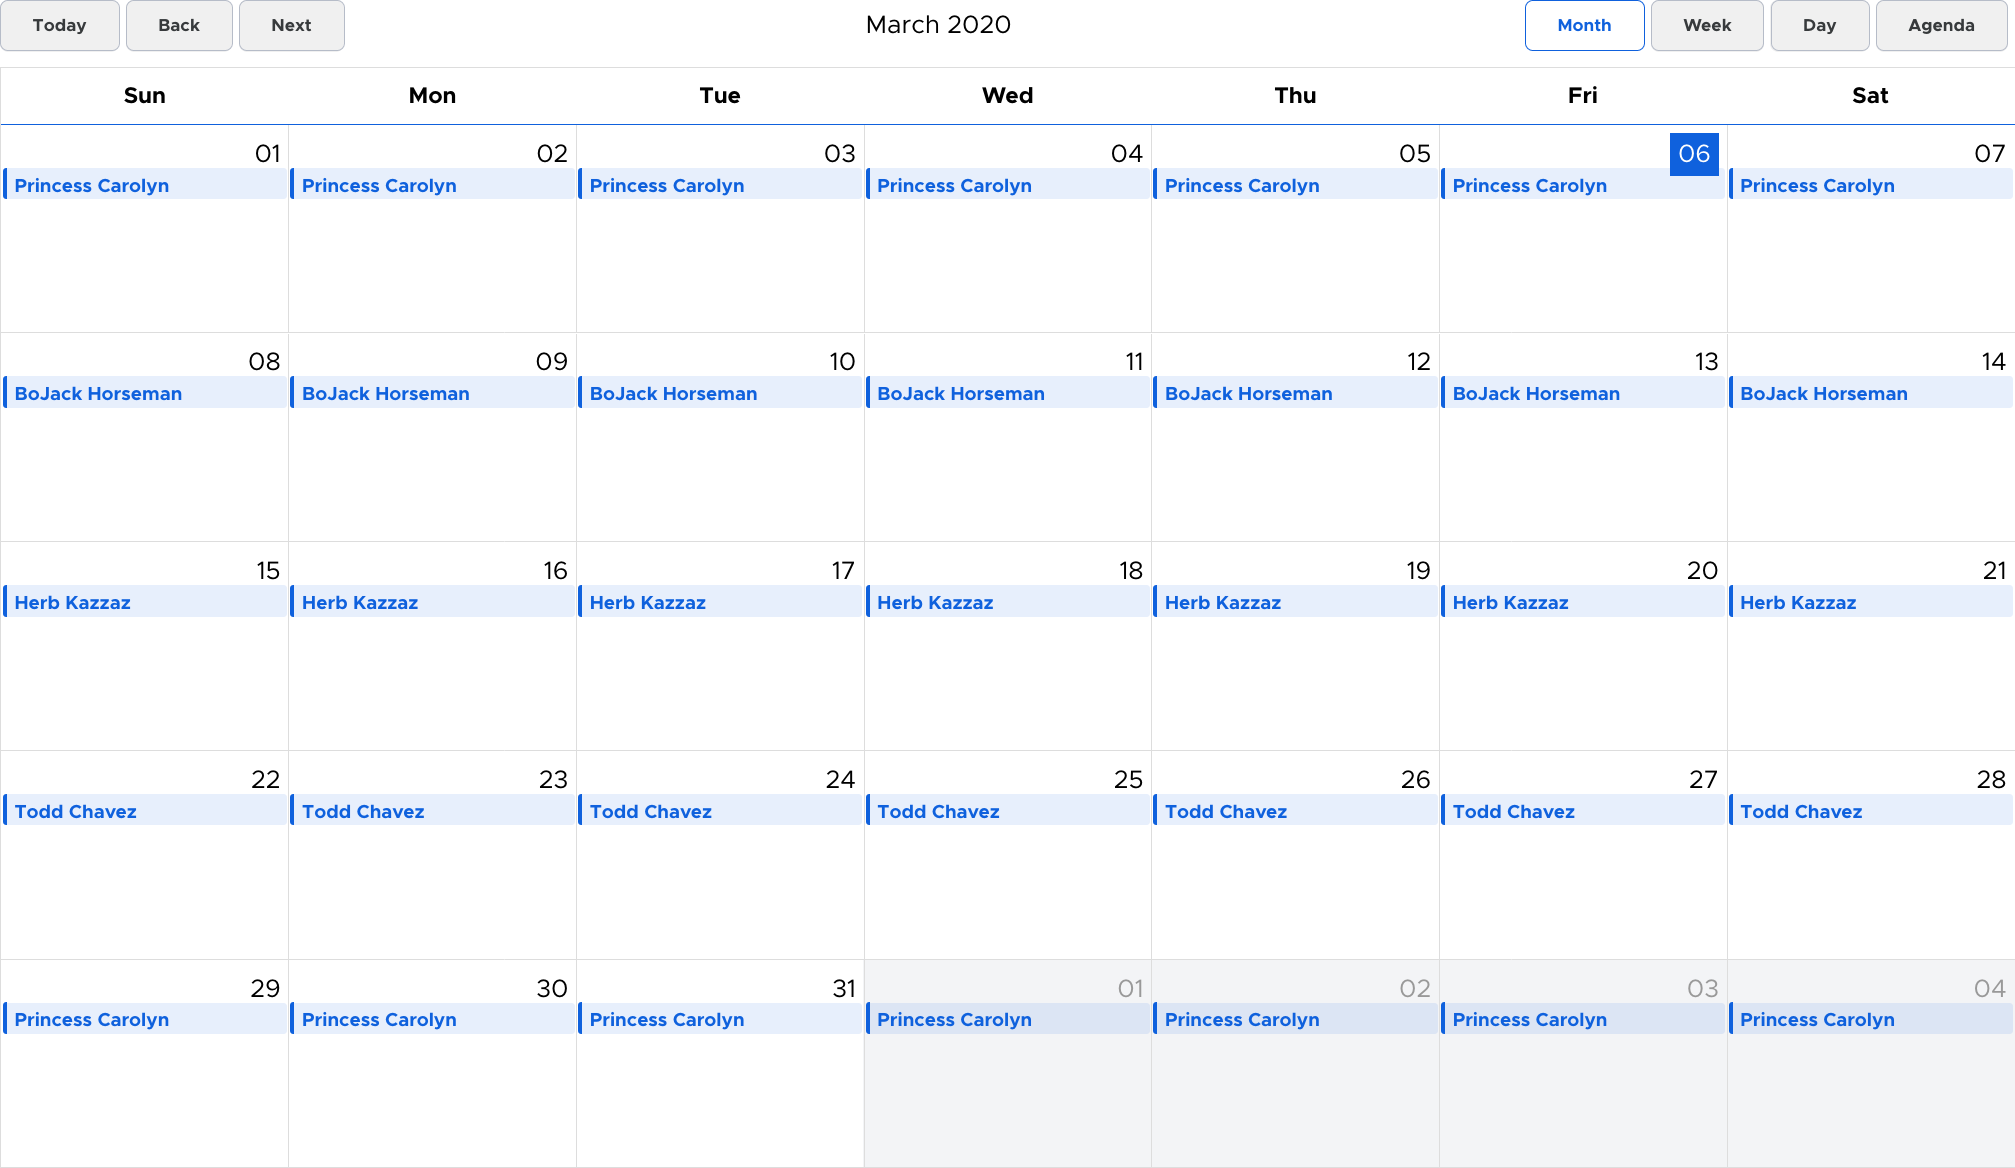 Today Back Next March 2020 Month Week Day Agenda
Sun Mon Tue Wed Thu Fri Sat
01 02 03 04 05 06 07
Princess Carolyn Princess Carolyn Princess Carolyn Princess Carolyn Princess Carolyn Princess Carolyn Princess Carolyn
08 09 10 11 12 13 14
BoJack Horseman BoJack Horseman BoJack Horseman BoJack Horseman BoJack Horseman BoJack Horseman BoJack Horseman
15 16 17 18 19 20 21
Herb Kazzaz Herb Kazzaz Herb Kazzaz Herb Kazzaz Herb Kazzaz Herb Kazzaz Herb Kazzaz
22 23 24 25 26 27 28
Todd Chavez Todd Chavez Todd Chavez Todd Chavez Todd Chavez Todd Chavez Todd Chavez
29 30 31 01 02 03 04
Princess Carolyn Princess Carolyn Princess Carolyn Princess Carolyn Princess Carolyn Princess Carolyn Princess Carolyn